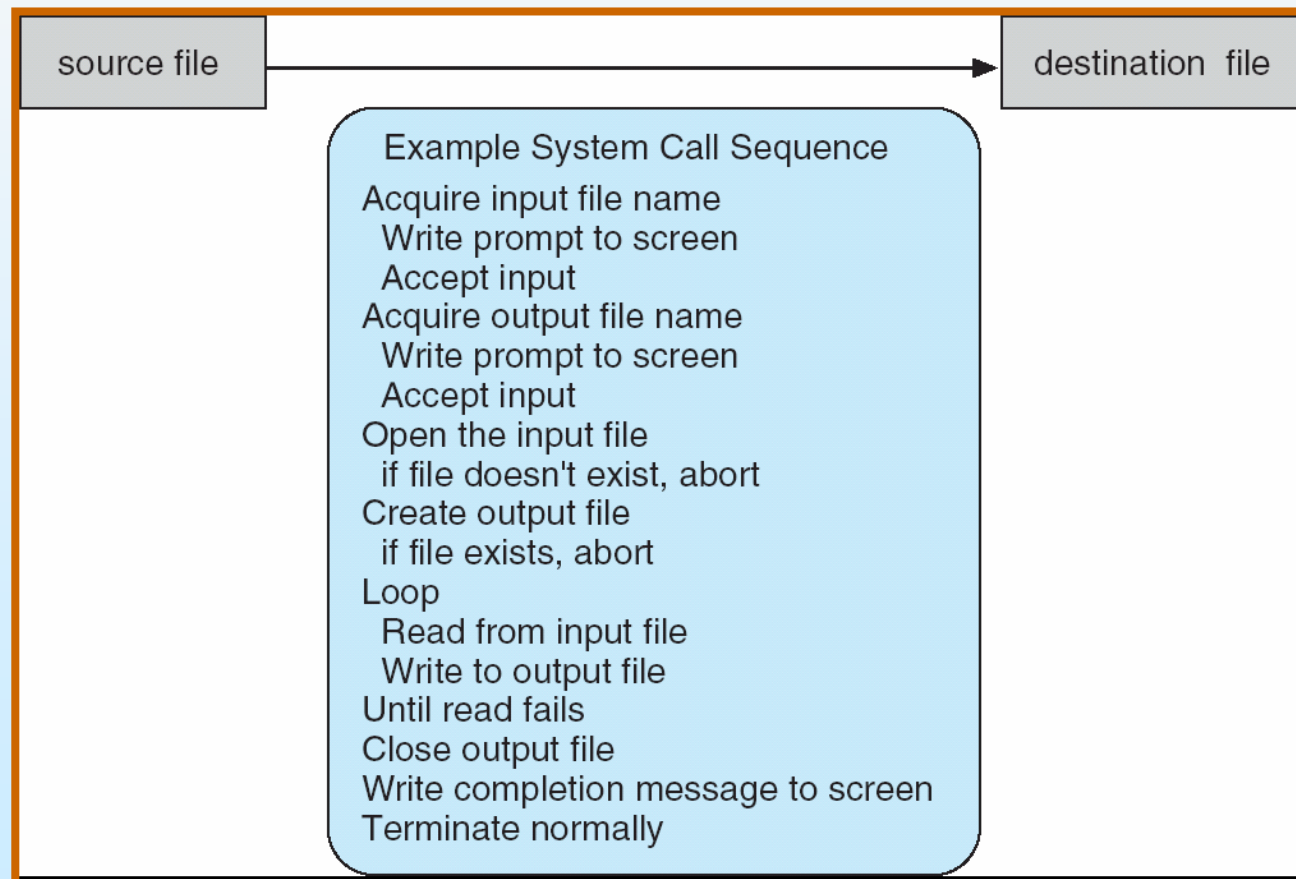 source file
destination file
Example System Call Sequence
Acquire input file name
Write prompt to screen
Accept input
Acquire output file name
Write prompt to screen
Accept input
Open the input file
if file doesn't exist, abort
Create output file
if file exists, abort
Loop
Read from input file
Write to output file
Until read fails
Close output file
Write completion message to screen
Terminate normally